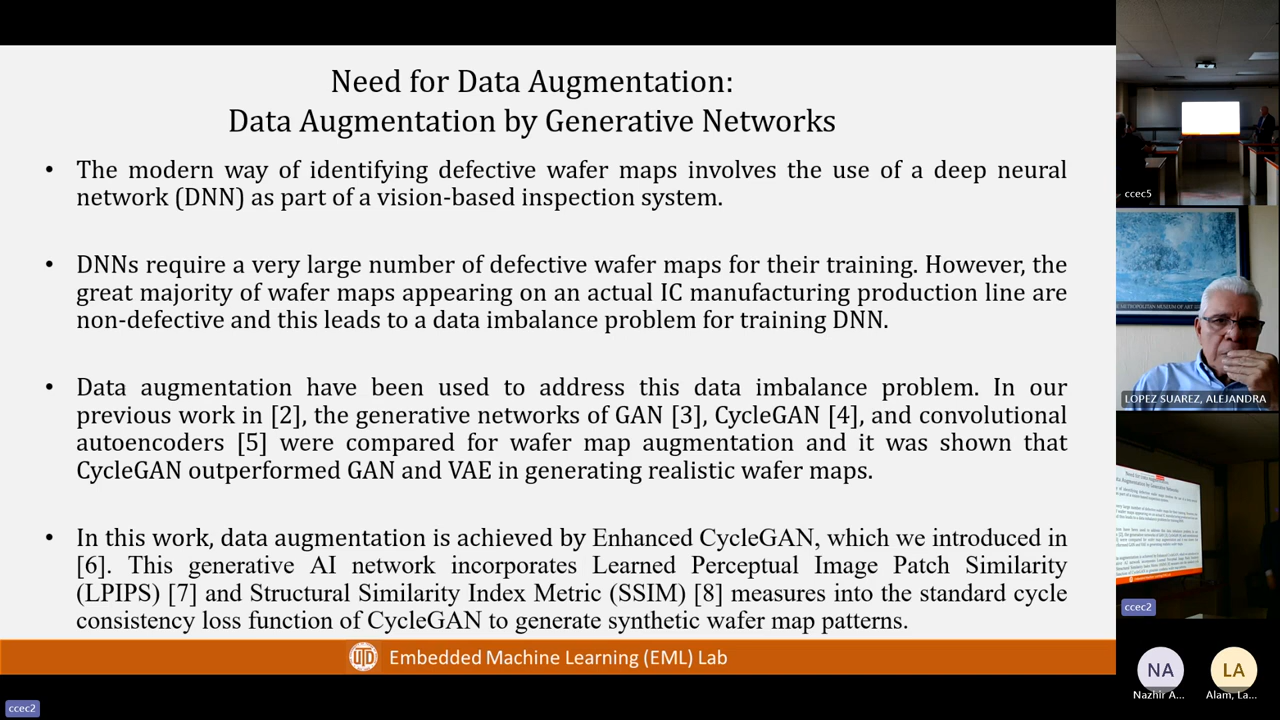 Need for Data Augmentation:
Data Augmentation by Generative Networks
• The modern way of identifying defective wafer maps involves the use of a deep neural
network (DNN) as part of a vision-based inspection system.
• DNNs require a very large number of defective wafer maps for their training. However, the
great majority of wafer maps appearing on an actual IC manufacturing production line are
non-defective and this leads to a data imbalance problem for training DNN.
• Data augmentation have been used to address this data imbalance problem. In our
previous work in [2], the generative networks of GAN [3], CycleGAN [4], and convolutional
autoencoders [5] were compared for wafer map augmentation and it was shown that
CycleGAN outperformed GAN and VAE in generating realistic wafer maps.
• In this work, data augmentation is achieved by Enhanced CycleGAN, which we introduced in
[6]. This generative AI network incorporates Learned Perceptual Image Patch Similarity
(LPIPS) [7] and Structural Similarity Index Metric (SSIM) [8] measures into the standard cycle
consistency loss function of CycleGAN to generate synthetic wafer map patterns.
UTD
Embedded Machine Learning (EML) Lab
ccec2
ccec5
LOPEZ SUAREZ, ALEJANDRA
ccec2
NA
LA
Nazhir A...
Alam, La...